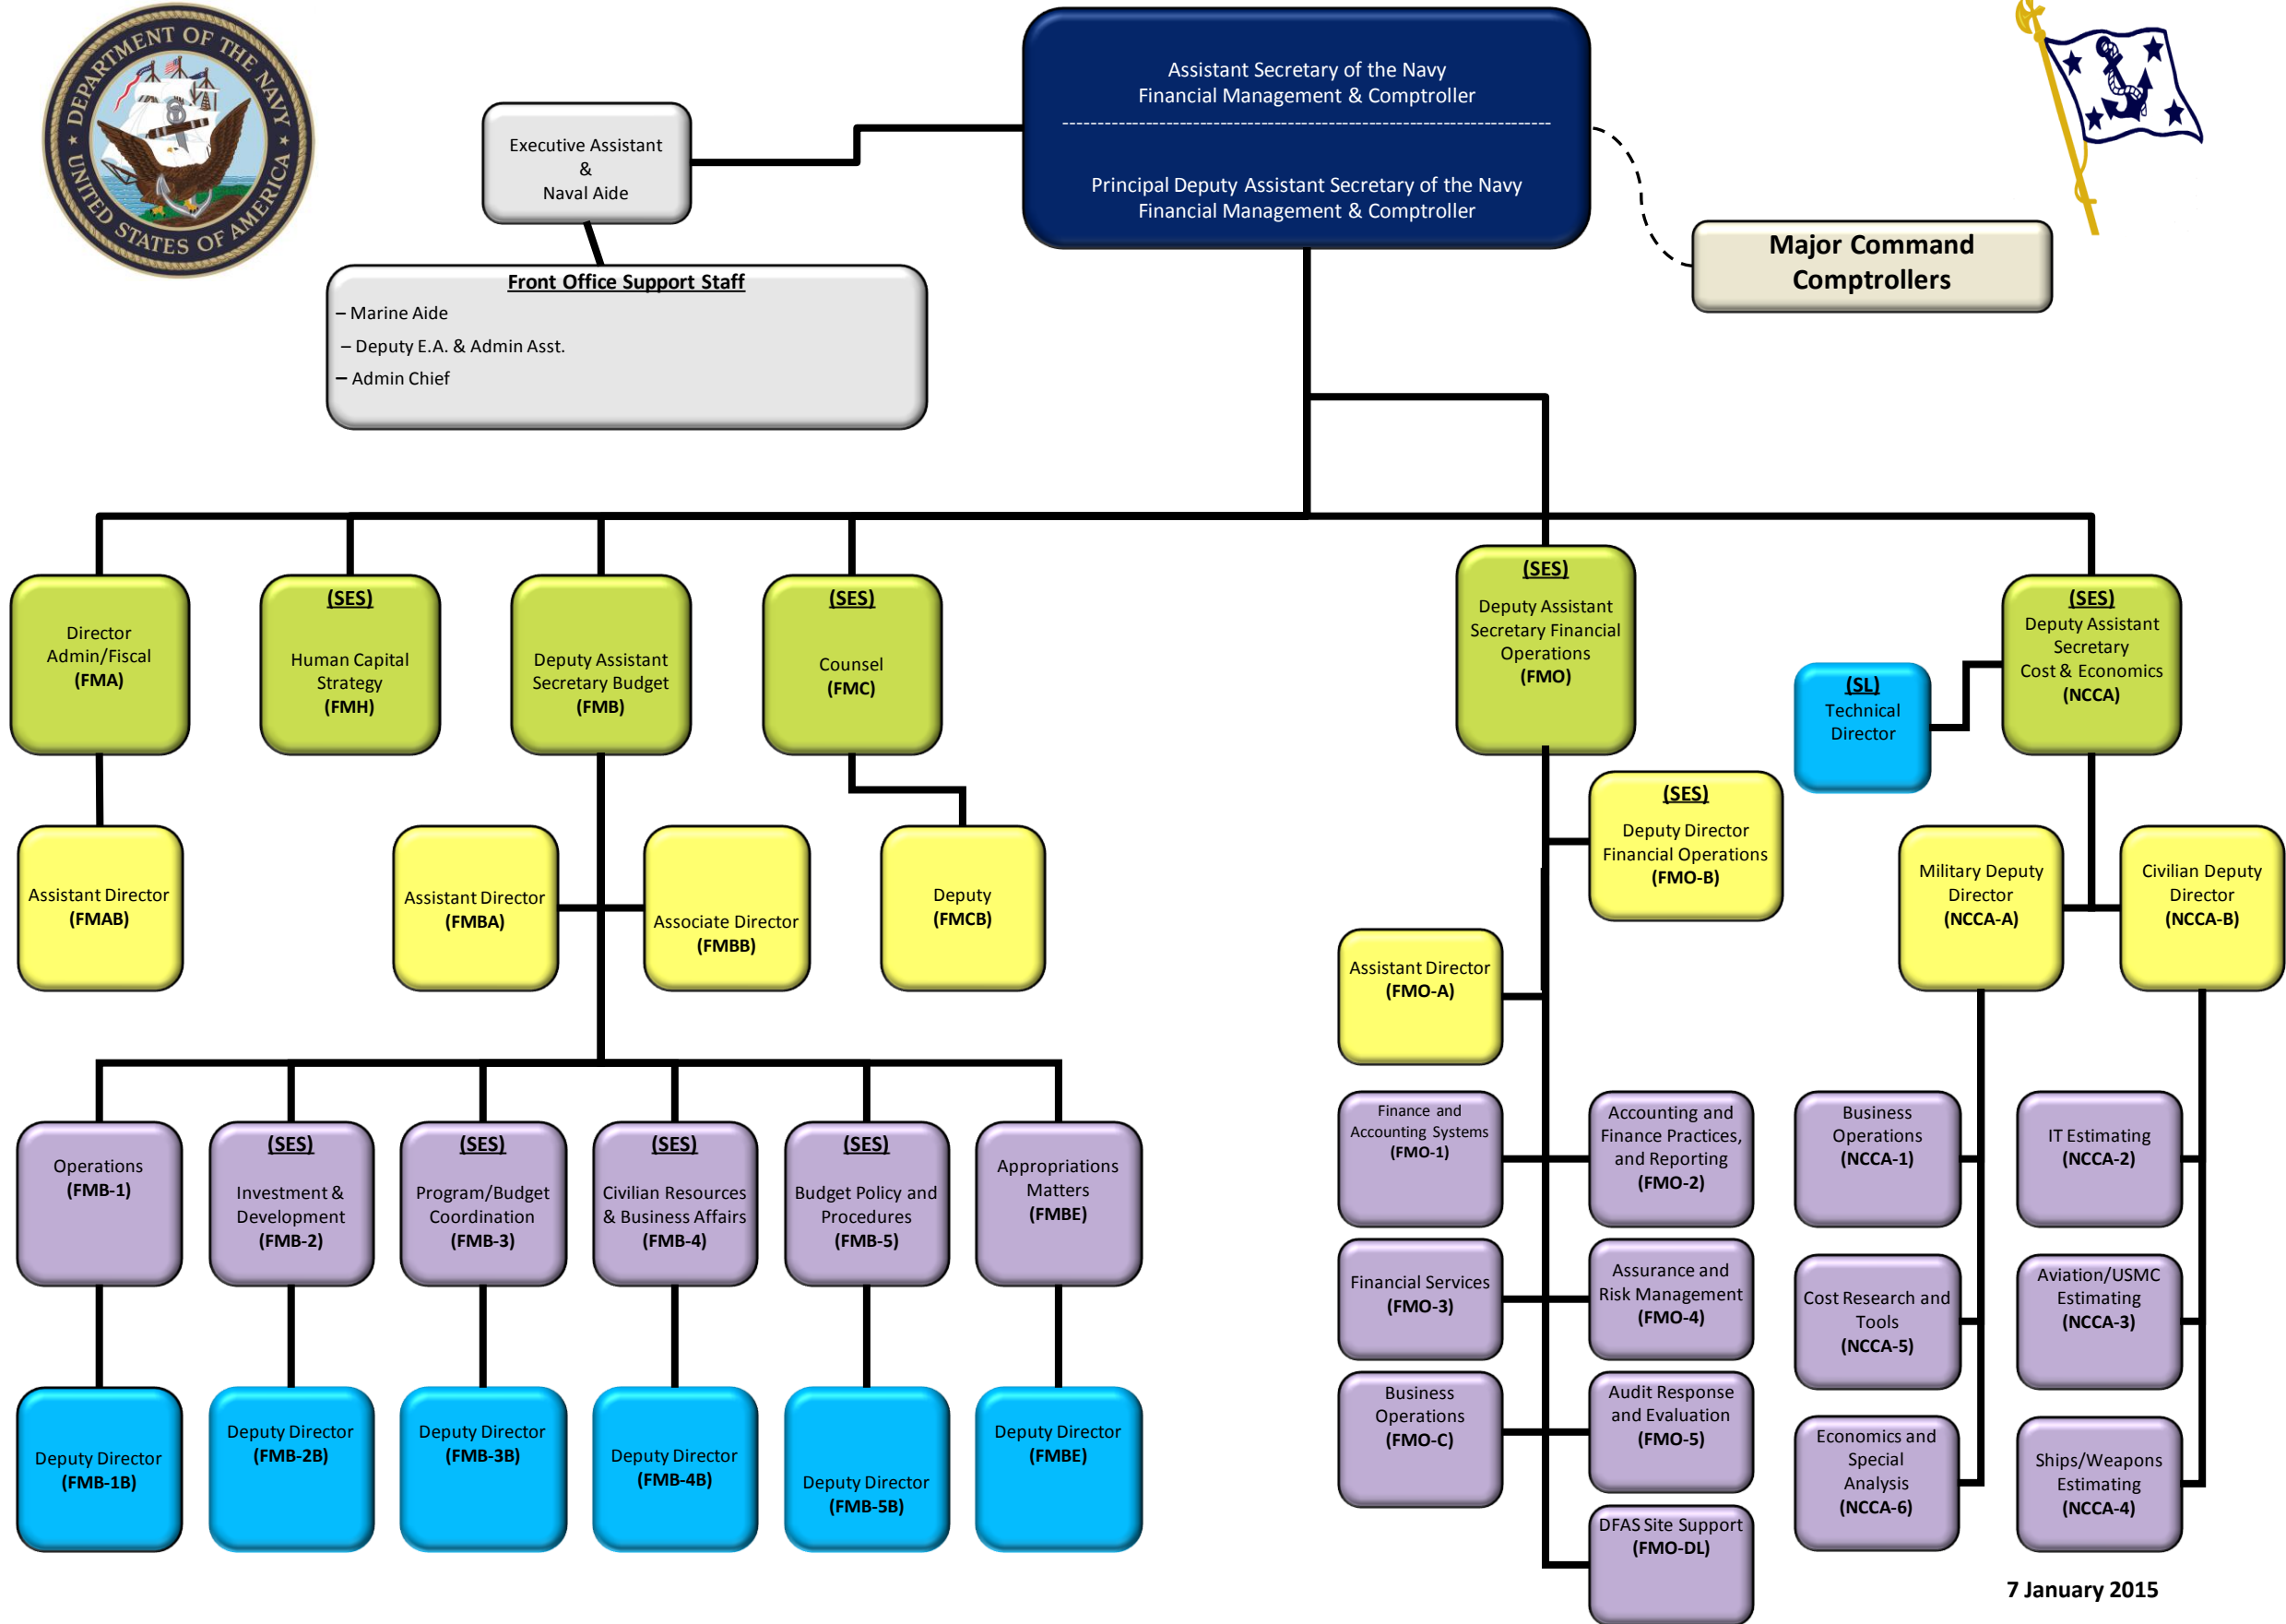 DEPARTMENT OF THE NAVY
UNITED STATES OF AMERICA
Assistant Secretary of the Navy
Financial Management & Comptroller
Principal Deputy Assistant Secretary of the Navy
Financial Management & Comptroller
Executive Assistant
&
Naval Aide
Major Command
Comptrollers
Front Office Support Staff
– Marine Aide
– Deputy E.A. & Admin Asst.
– Admin Chief
Director
Admin/Fiscal
(FMA)
(SES)
Human Capital
Strategy
(FMH)
(SES)
Deputy Assistant
Secretary Budget
(FMB)
(SES)
Counsel
(FMC)
(SES)
Deputy Assistant
Secretary Financial
Operations
(FMO)
(SL)
Technical
Director
(SES)
Deputy Assistant
Secretary
Cost & Economics
(NCCA)
Assistant Director
(FMAB)
Assistant Director
(FMBA)
Associate Director
(FMBB)
Deputy
(FMCB)
(SES)
Deputy Director
Financial Operations
(FMO-B)
Assistant Director
(FMO-A)
Military Deputy
Director
(NCCA-A)
Civilian Deputy
Director
(NCCA-B)
Operations
(FMB-1)
(SES)
Investment &
Development
(FMB-2)
(SES)
Program/Budget
Coordination
(FMB-3)
(SES)
Civilian Resources
& Business Affairs
(FMB-4)
(SES)
Budget Policy and
Procedures
(FMB-5)
Appropriations
Matters
(FMBE)
Finance and
Accounting Systems
(FMO-1)
Accounting and
Finance Practices,
and Reporting
(FMO-2)
Business
Operations
(NCCA-1)
IT Estimating
(NCCA-2)
Financial Services
(FMO-3)
Assurance and
Risk Management
(FMO-4)
Cost Research and
Tools
(NCCA-5)
Aviation/USMC
Estimating
(NCCA-3)
Business
Operations
(FMO-C)
Audit Response
and Evaluation
(FMO-5)
Economics and
Special
Analysis
(NCCA-6)
Ships/Weapons
Estimating
(NCCA-4)
Deputy Director
(FMB-1B)
Deputy Director
(FMB-2B)
Deputy Director
(FMB-3B)
Deputy Director
(FMB-4B)
Deputy Director
(FMB-5B)
Deputy Director
(FMBE)
DFAS Site Support
(FMO-DL)
7 January 2015